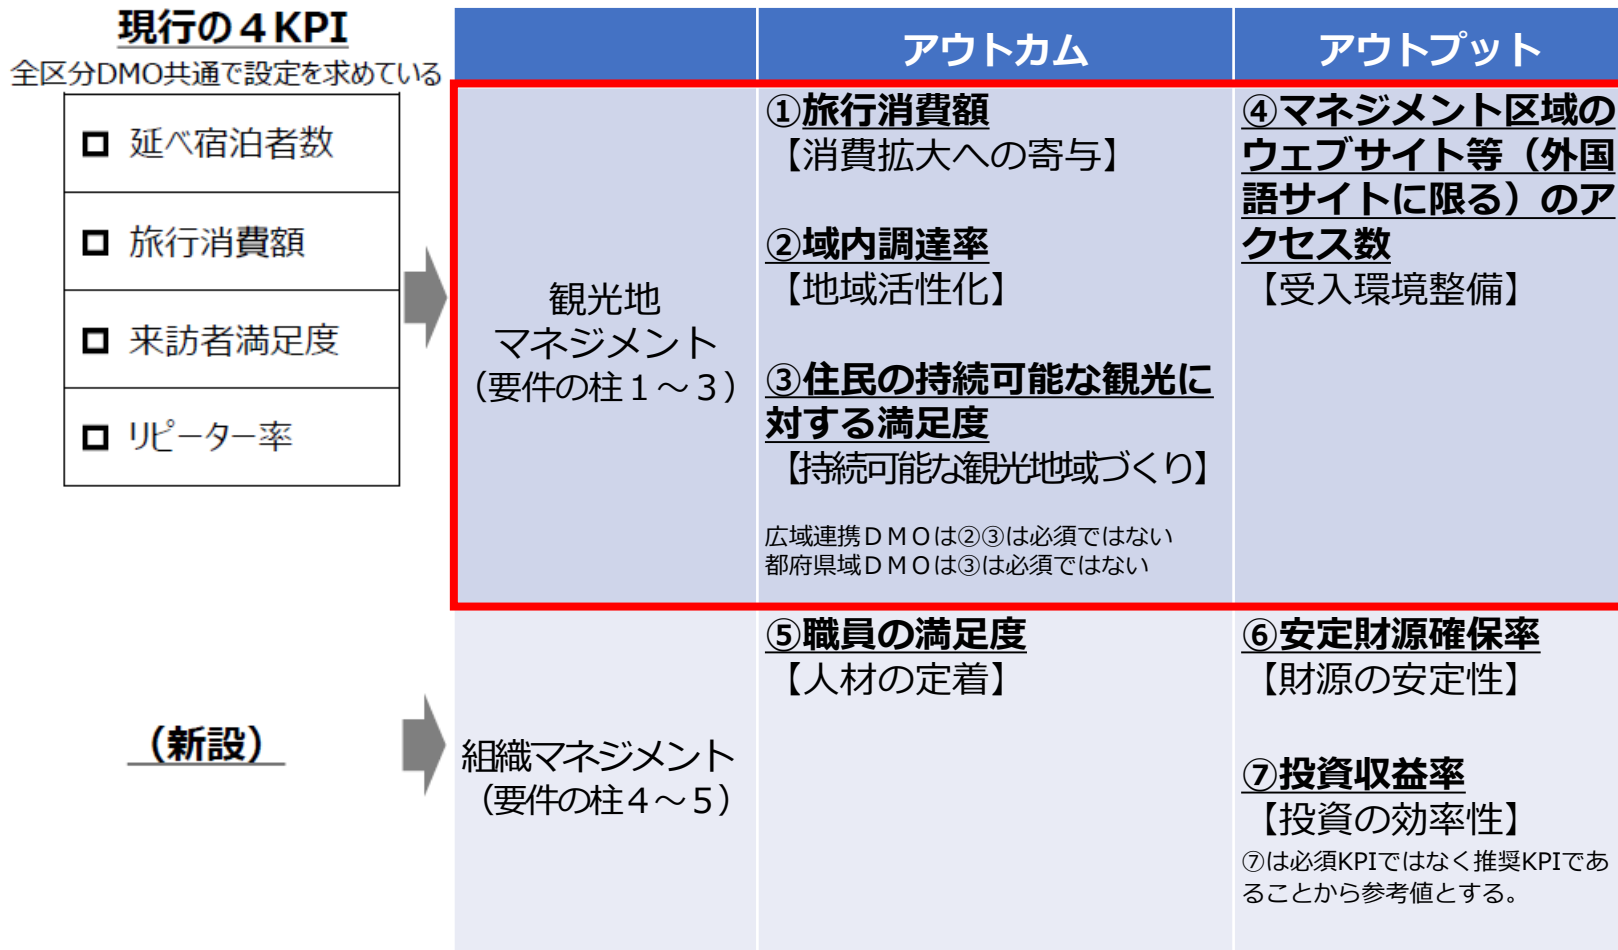 現行の４KPI
全区分DMO共通で設定を求めている
延べ宿泊者数
旅行消費額
来訪者満足度
リピーター率
（新設）
アウトカム
アウトプット
観光地
マネジメント
（要件の柱１～３）
①旅行消費額
【消費拡大への寄与】
②域内調達率
【地域活性化】
③住民の持続可能な観光に
対する満足度
【持続可能な観光地域づくり】
広域連携ＤＭＯは②③は必須ではない
都府県域ＤＭＯは③は必須ではない
④マネジメント区域の
ウェブサイト等（外国
語サイトに限る）のア
クセス数
【受入環境整備】
組織マネジメント
（要件の柱４～５）
⑤職員の満足度
【人材の定着】
⑥安定財源確保率
【財源の安定性】
⑦投資収益率
【投資の効率性】
⑦は必須KPIではなく推奨KPIであ
ることから参考値とする。